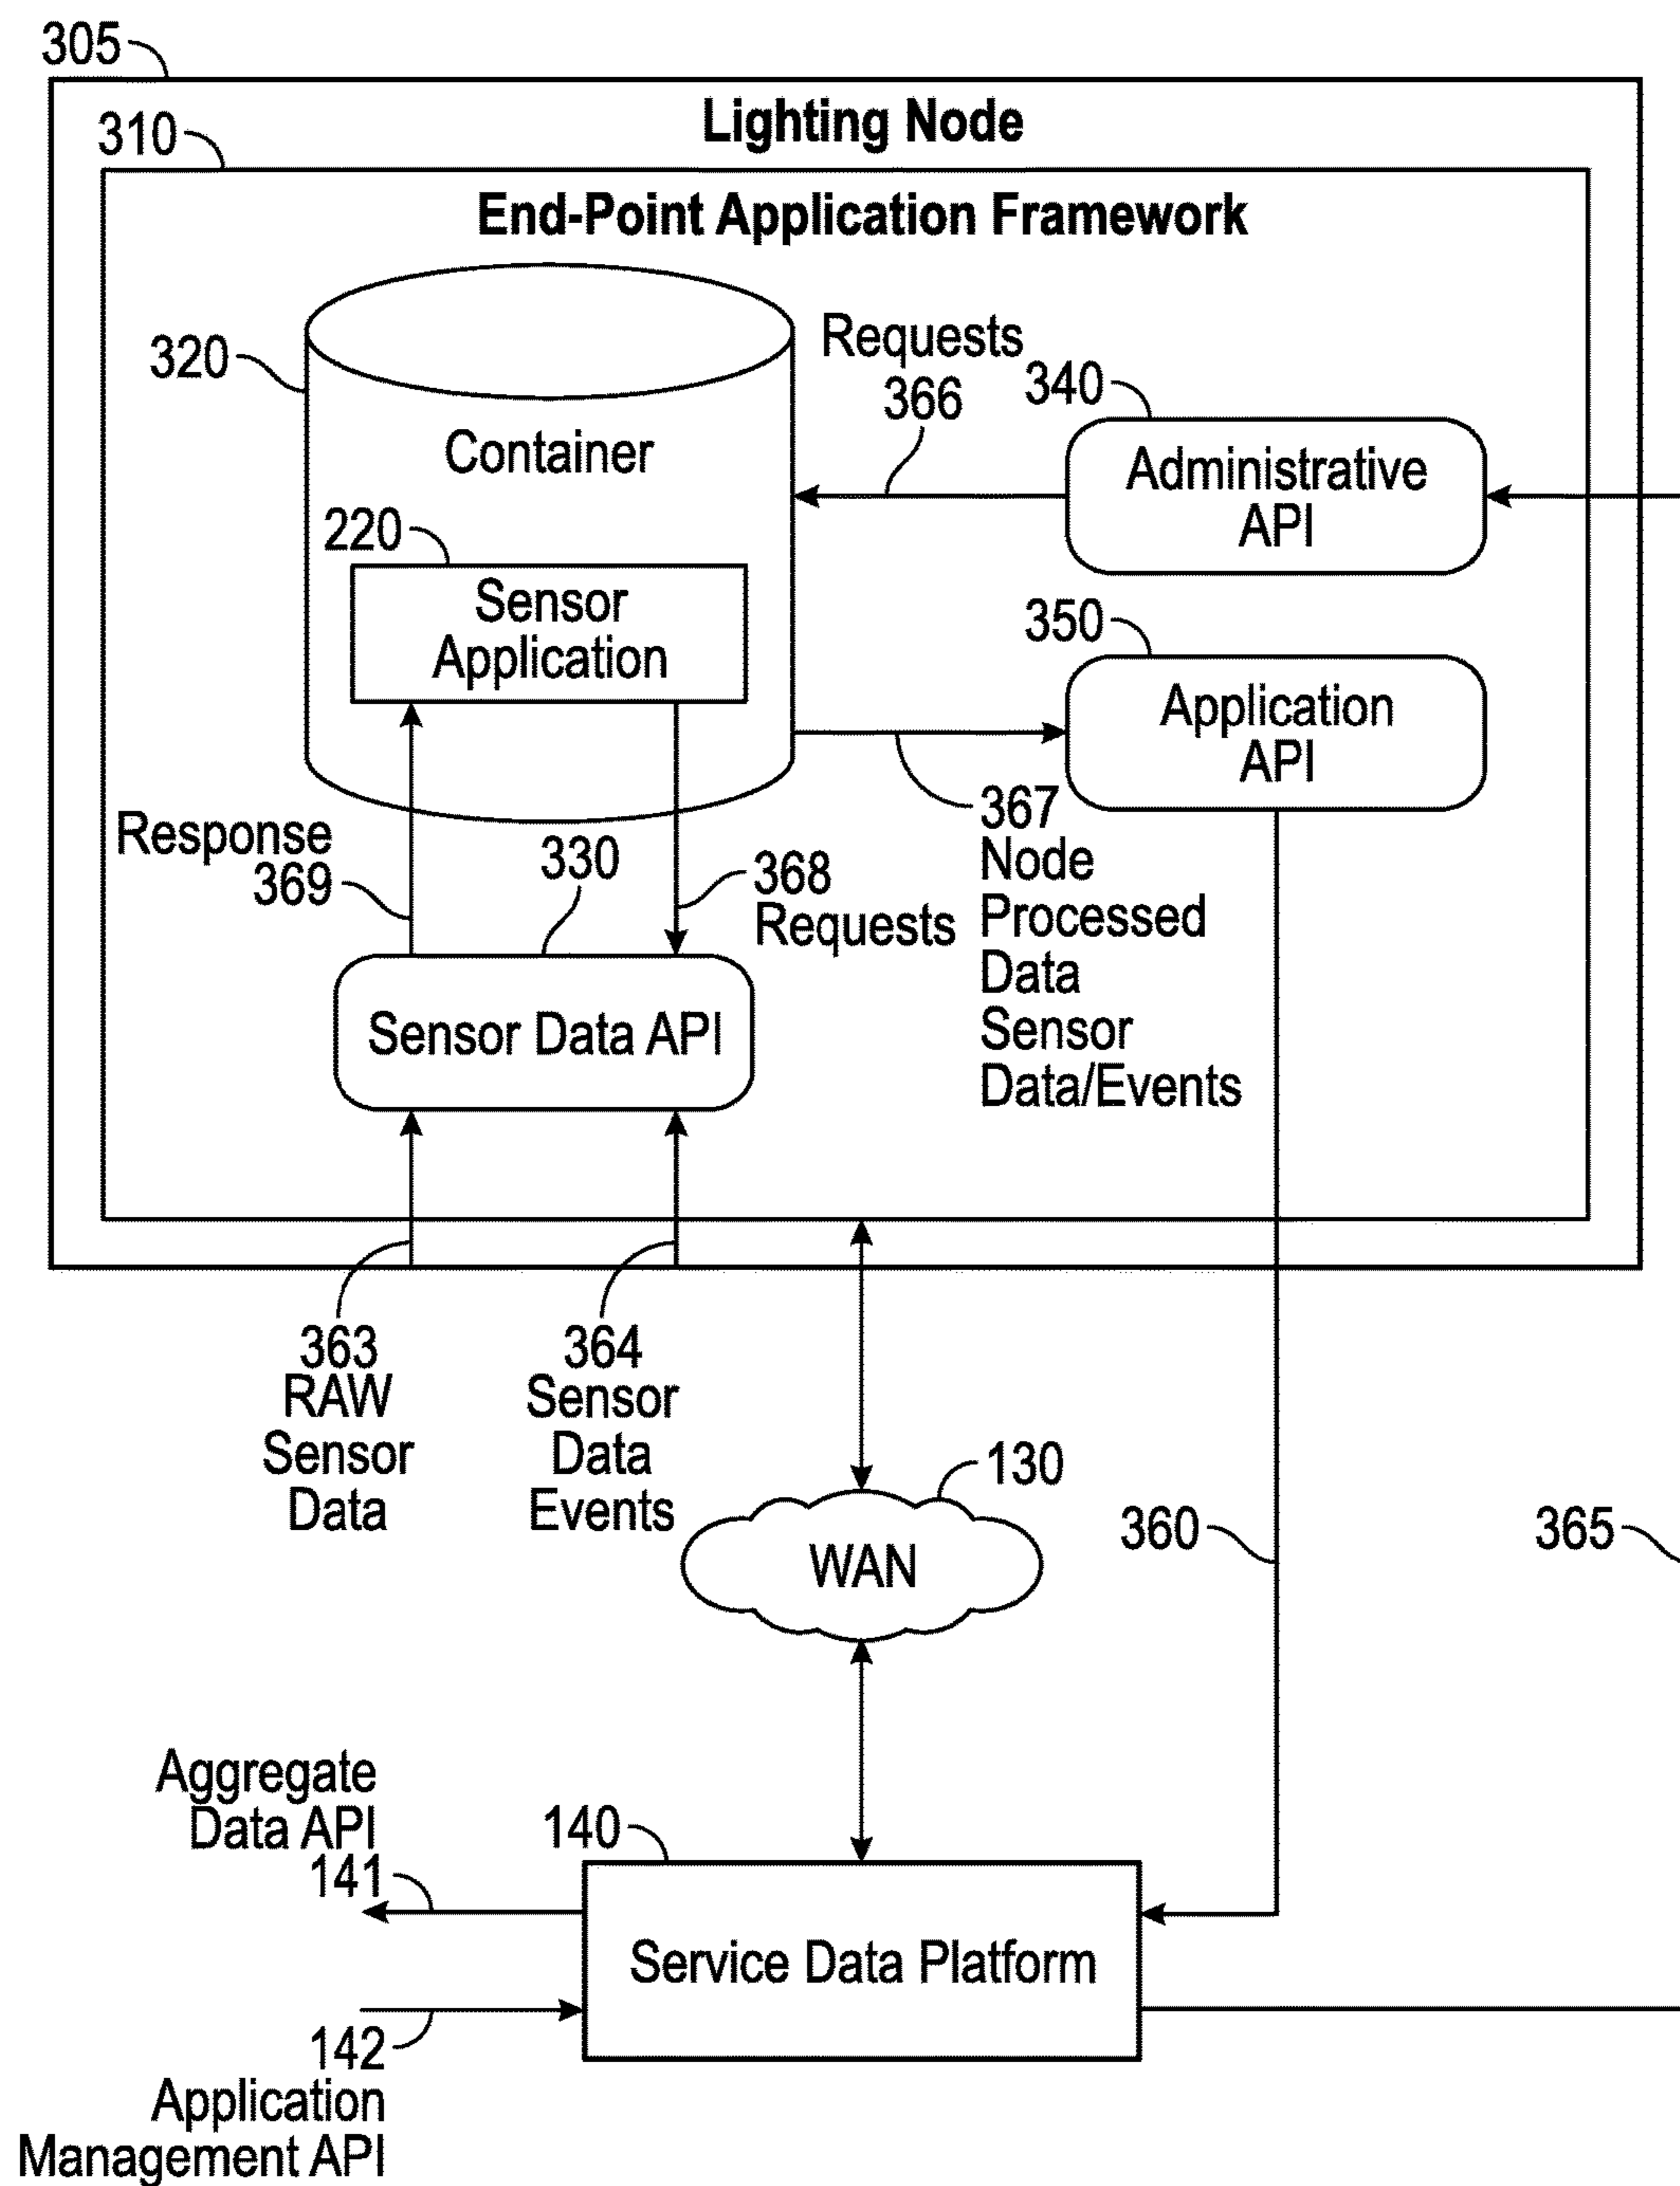 305
Lighting Node
310
End-Point Application Framework
320
Container
Requests
366
340
Administrative
API
220
Sensor
Application
350
Application
API
Response
369
330
368
Requests
367
Node
Processed
Data
Sensor
Data/Events
Sensor Data API
363
RAW
Sensor
Data
364
Sensor
Data
Events
130
WAN
360
365
Aggregate
Data API
141
140
Service Data Platform
142
Application
Management API